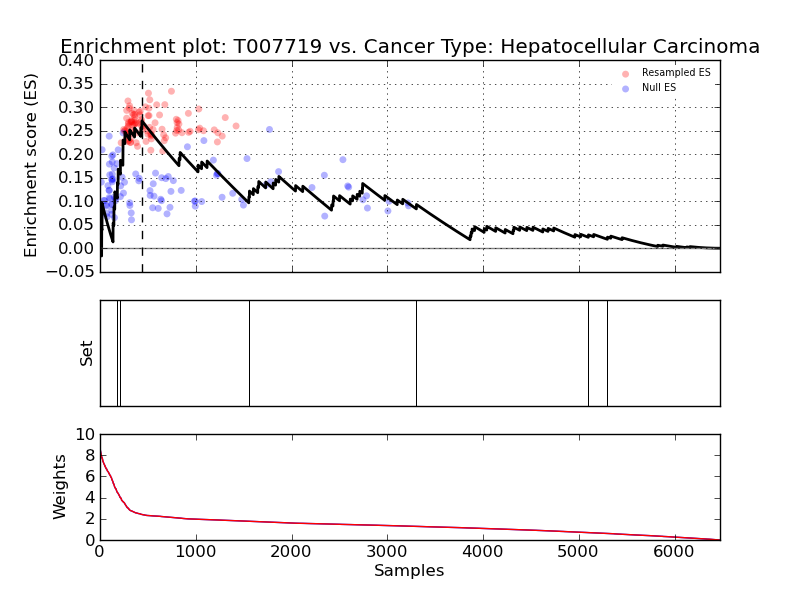 Enrichment plot: T007719 vs. Cancer Type: Hepatocellular Carcinoma
0.40
0.35
0.30
0.25
0.20
0.15
0.10
0.05
0.00
−0.05
Enrichment score (ES)
Resampled ES
Null ES
Set
10
8
6
4
2
0
Weights
0 1000 2000 3000 4000 5000 6000
Samples